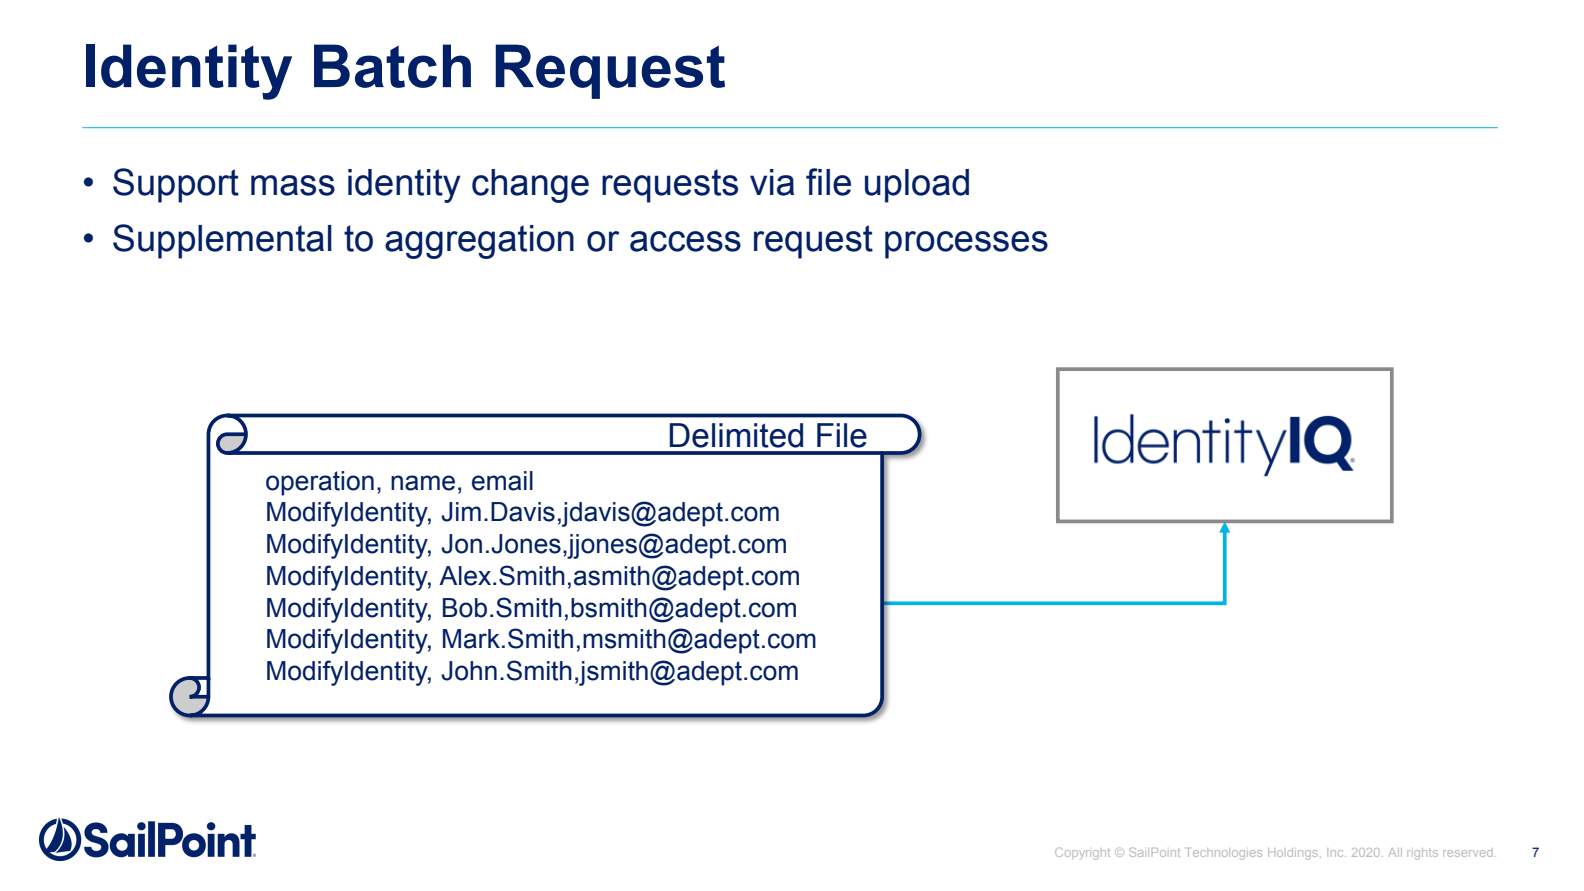 Identity Batch Request
• Support mass identity change requests via file upload
• Supplemental to aggregation or access request processes
Delimited File
operation, name, email
ModifyIdentity, Jim.Davis,jdavis@adept.com
ModifyIdentity, Jon.Jones,jjones@adept.com
ModifyIdentity, Alex.Smith,asmith@adept.com
ModifyIdentity, Bob.Smith,bsmith@adept.com
ModifyIdentity, Mark.Smith,msmith@adept.com
ModifyIdentity, John.Smith,jsmith@adept.com
IdentityIQ
SailPoint
Copyright © SailPoint Technologies Holdings, Inc. 2020. All rights reserved.
7